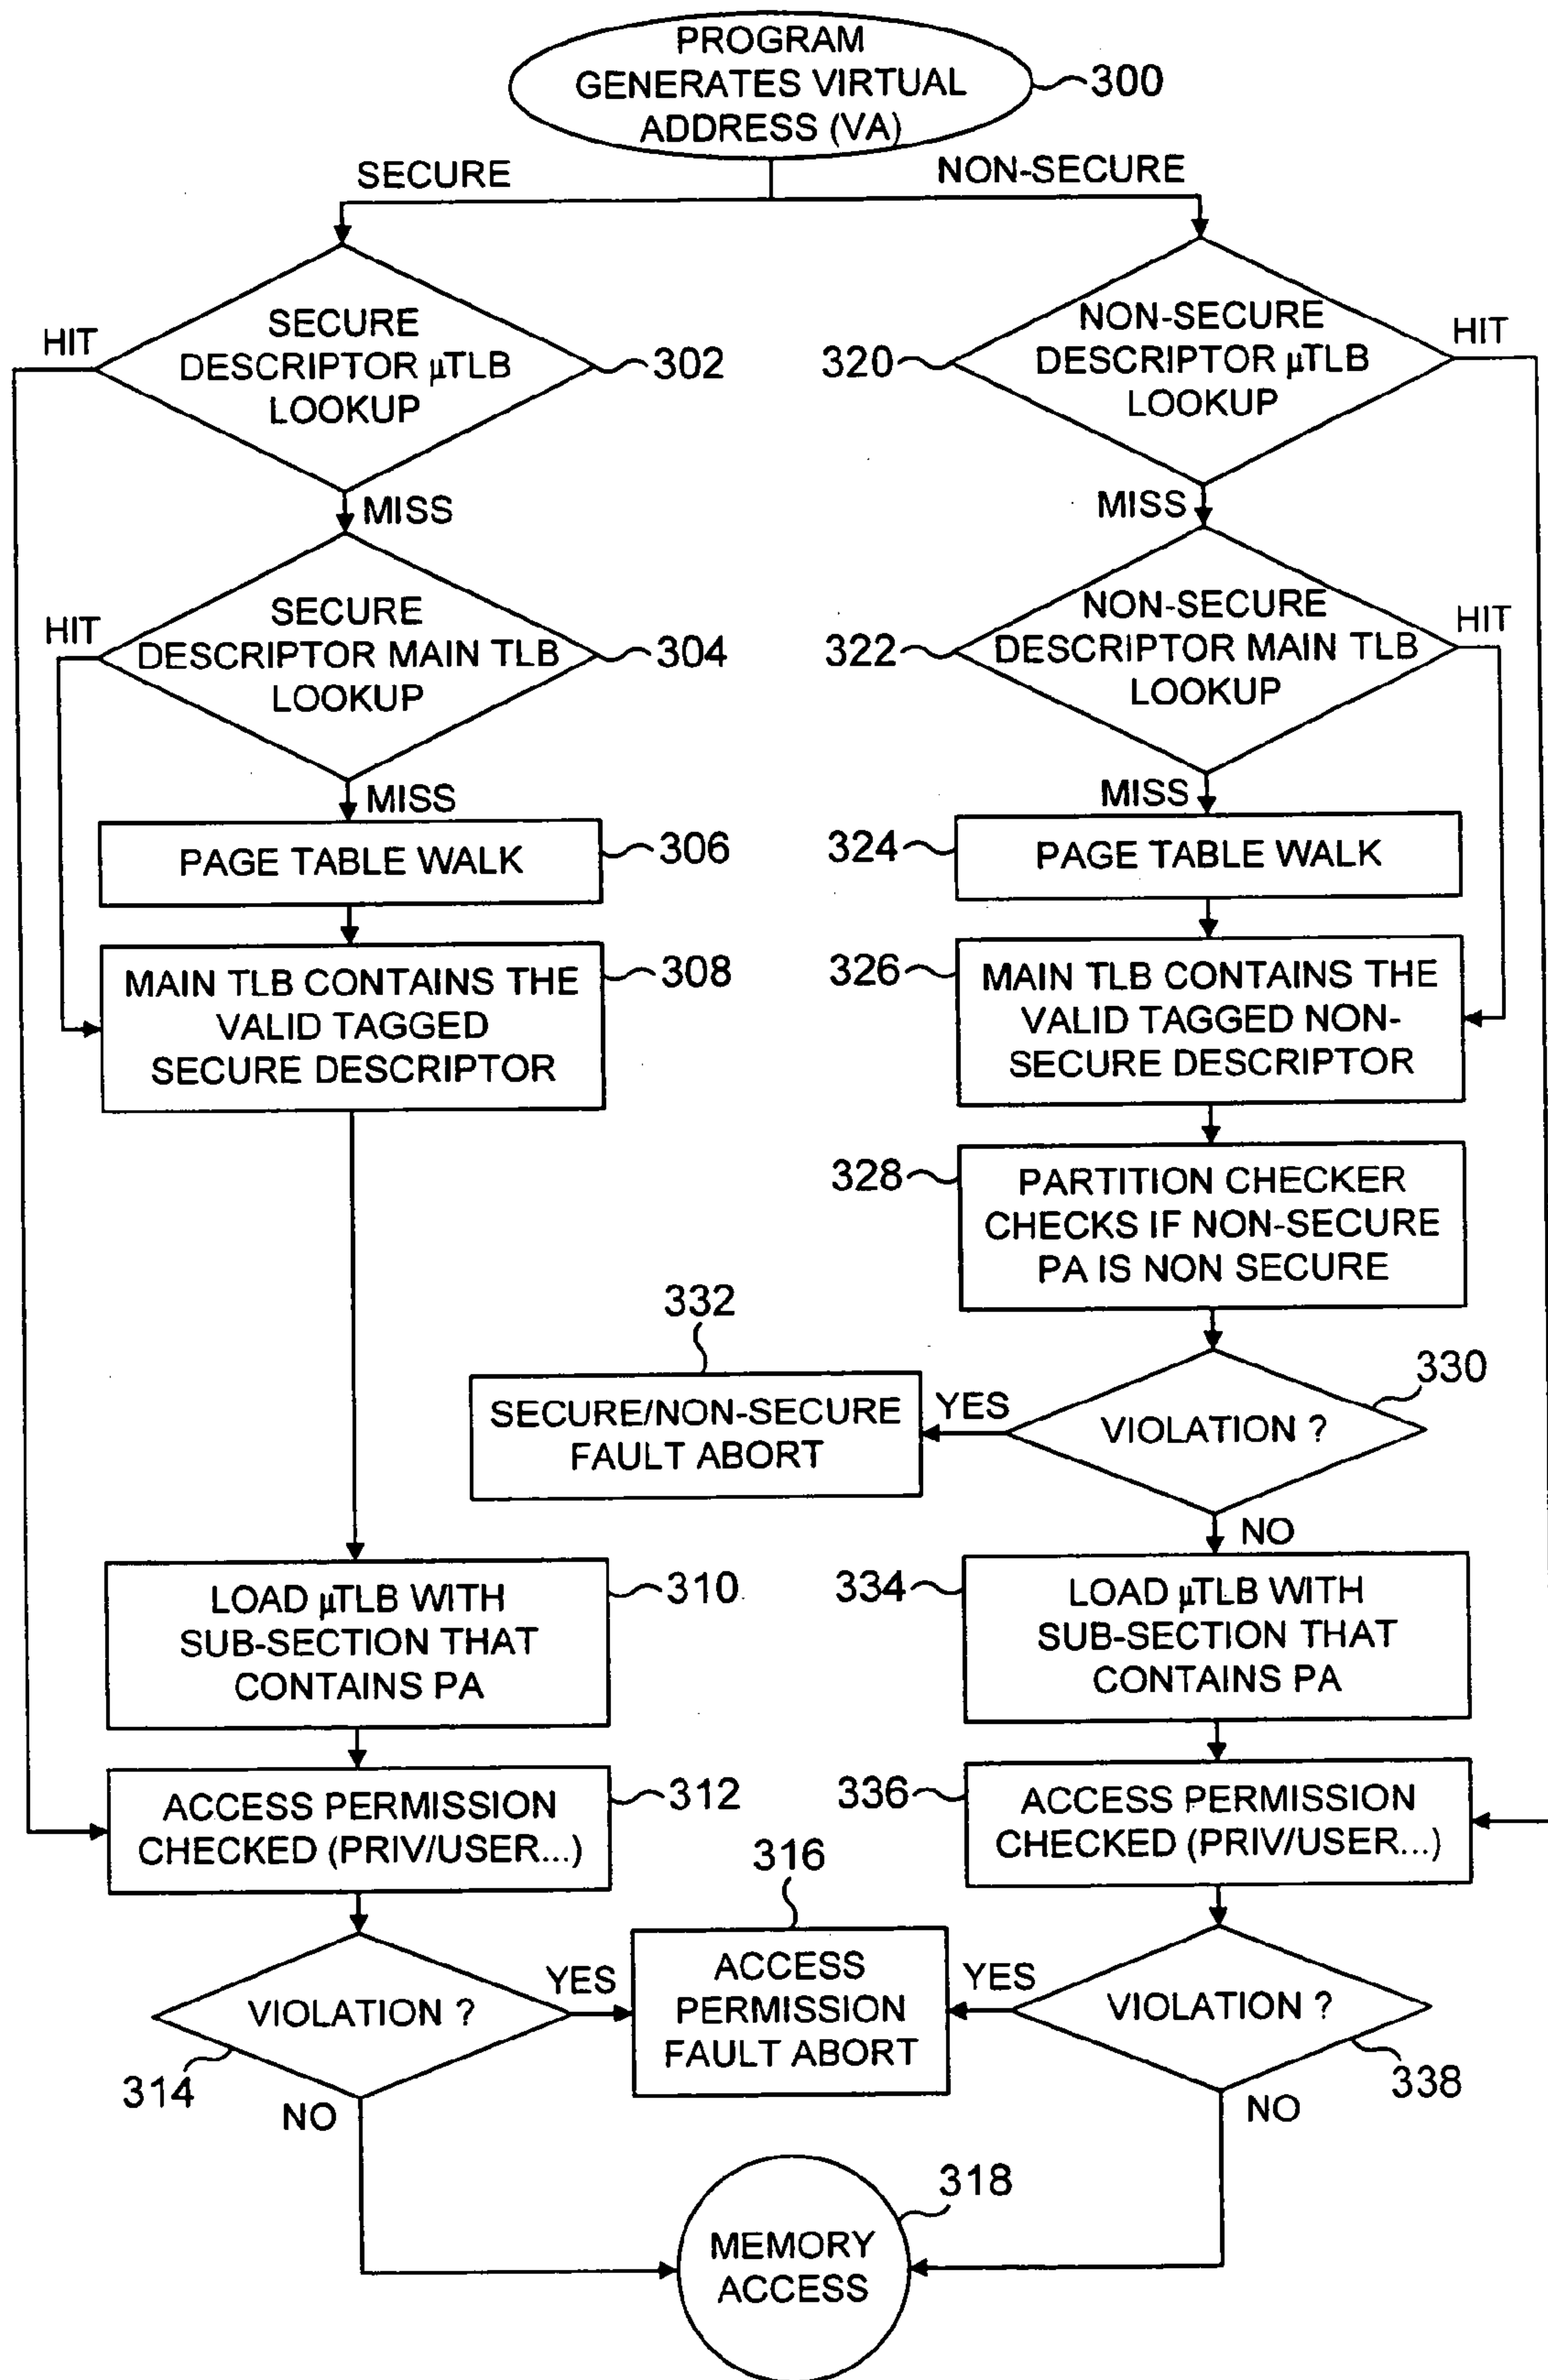 PROGRAM
GENERATES VIRTUAL
ADDRESS (VA)
300
SECURE
NON-SECURE
HIT
SECURE
DESCRIPTOR µTLB
LOOKUP
302
320
NON-SECURE
DESCRIPTOR µTLB
LOOKUP
HIT
MISS
MISS
HIT
SECURE
DESCRIPTOR MAIN TLB
LOOKUP
304
322
NON-SECURE
DESCRIPTOR MAIN TLB
LOOKUP
HIT
MISS
MISS
PAGE TABLE WALK
306
324
PAGE TABLE WALK
MAIN TLB CONTAINS THE
VALID TAGGED
SECURE DESCRIPTOR
308
326
MAIN TLB CONTAINS THE
VALID TAGGED NON-
SECURE DESCRIPTOR
328
PARTITION CHECKER
CHECKS IF NON-SECURE
PA IS NON SECURE
332
330
SECURE/NON-SECURE
FAULT ABORT
YES
VIOLATION ?
NO
LOAD µTLB WITH
SUB-SECTION THAT
CONTAINS PA
310
334
LOAD µTLB WITH
SUB-SECTION THAT
CONTAINS PA
ACCESS PERMISSION
CHECKED (PRIV/USER...)
312
336
ACCESS PERMISSION
CHECKED (PRIV/USER...)
316
VIOLATION ?
YES
ACCESS
PERMISSION
FAULT ABORT
YES
VIOLATION ?
314
338
NO
NO
318
MEMORY
ACCESS